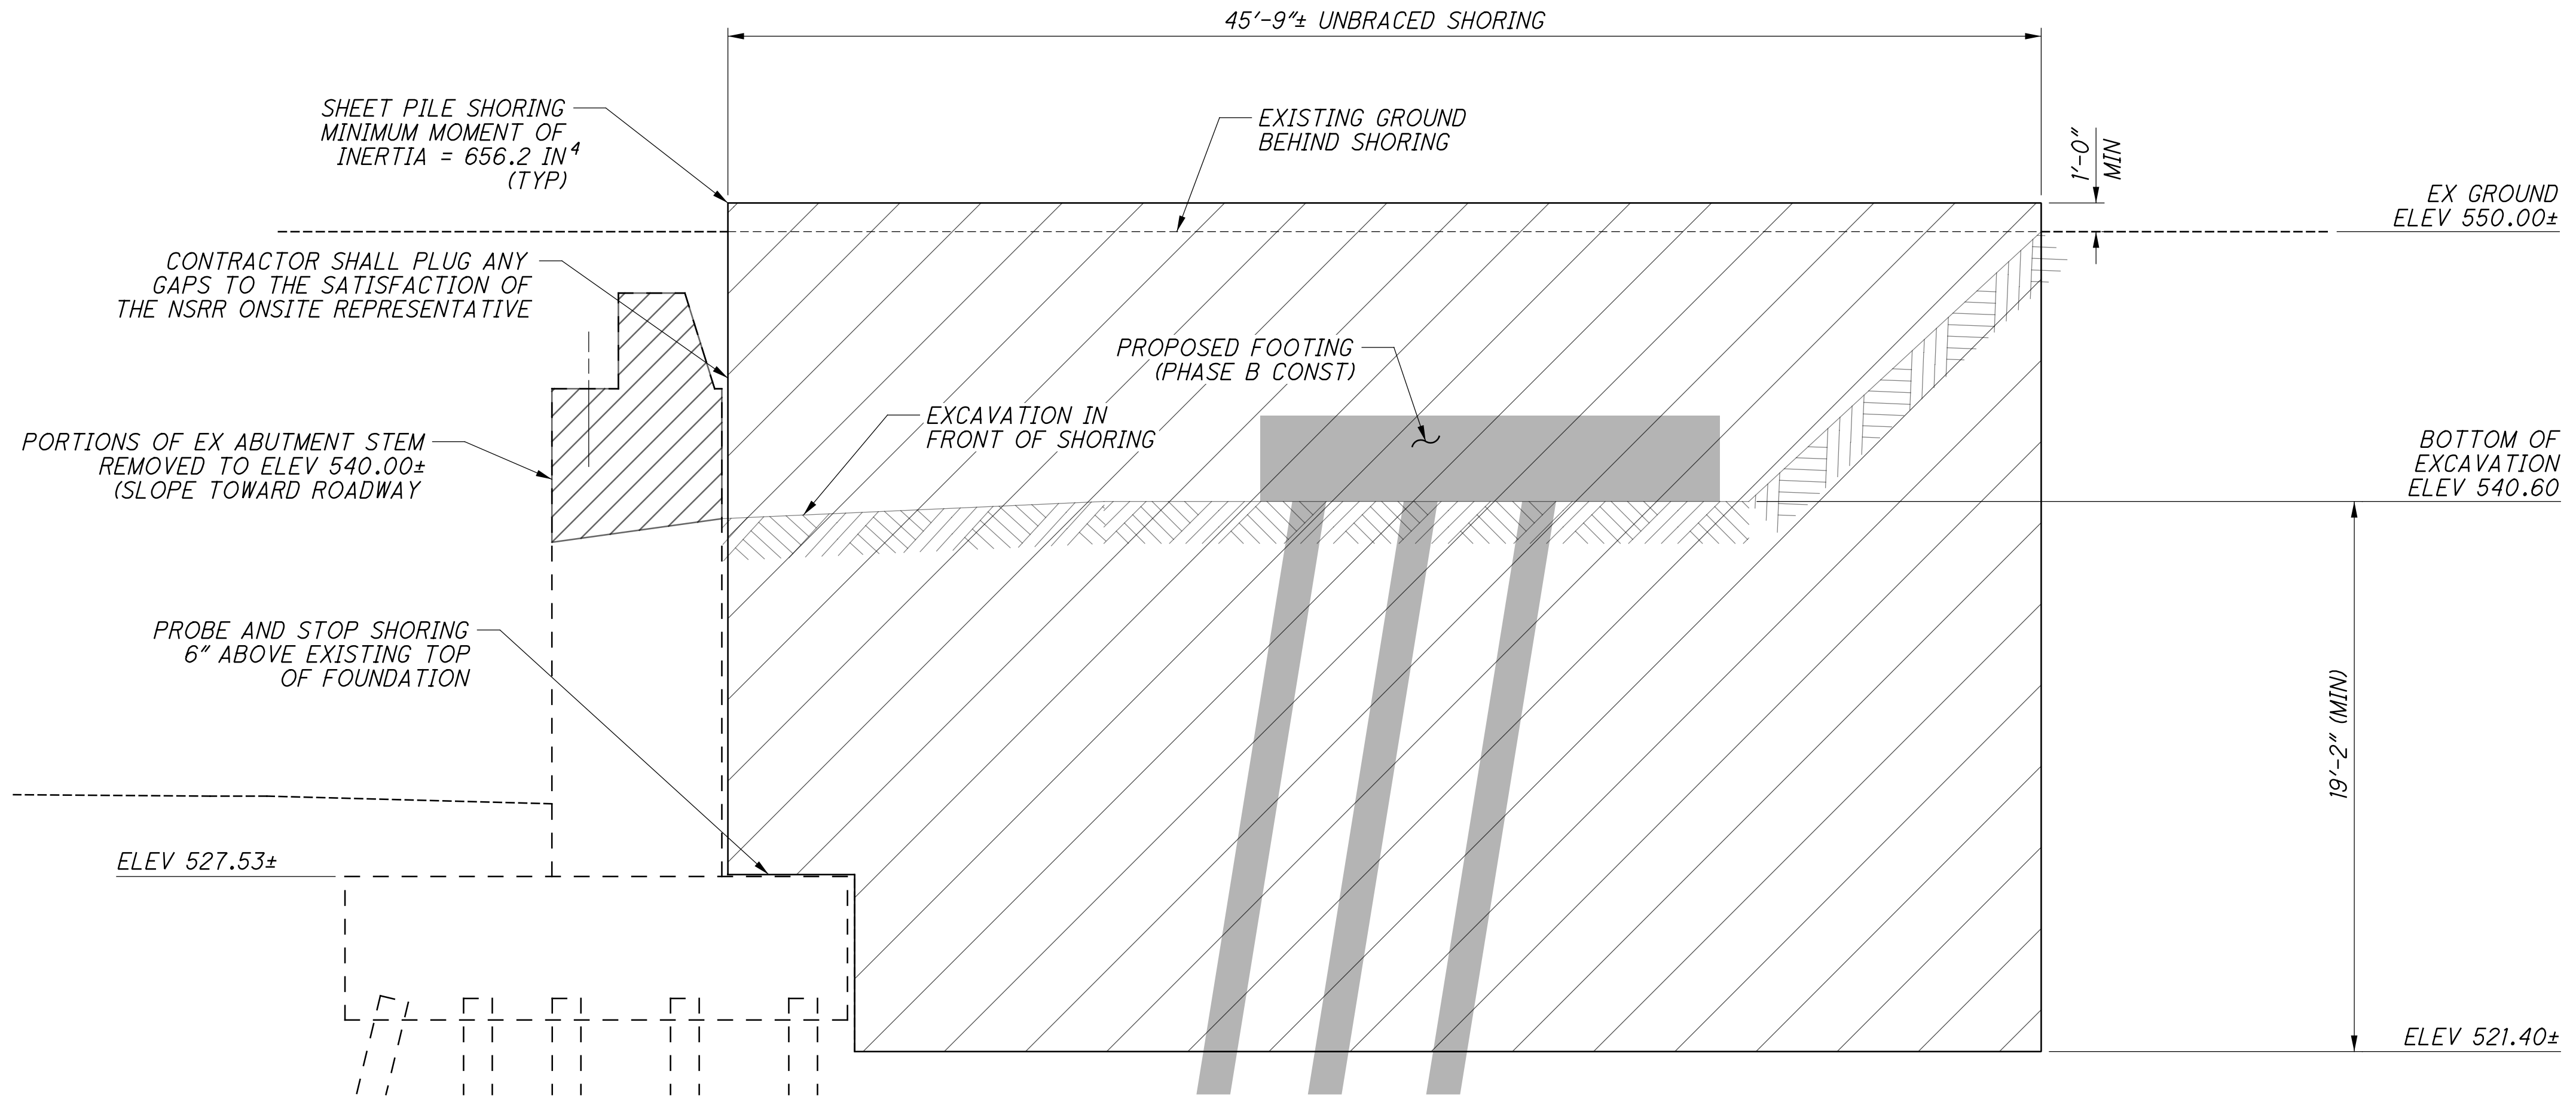 45'-9"± UNBRACED SHORING
SHEET PILE SHORING
MINIMUM MOMENT OF
INERTIA = 656.2 IN⁴
(TYP)
EXISTING GROUND
BEHIND SHORING
1'-0"
MIN
EX GROUND
ELEV 550.00±
CONTRACTOR SHALL PLUG ANY
GAPS TO THE SATISFACTION OF
THE NSRR ONSITE REPRESENTATIVE
PROPOSED FOOTING
(PHASE B CONST)
EXCAVATION IN
FRONT OF SHORING
PORTIONS OF EX ABUTMENT STEM
REMOVED TO ELEV 540.00±
(SLOPE TOWARD ROADWAY
BOTTOM OF
EXCAVATION
ELEV 540.60
PROBE AND STOP SHORING
6" ABOVE EXISTING TOP
OF FOUNDATION
19'-2" (MIN)
ELEV 527.53±
ELEV 521.40±